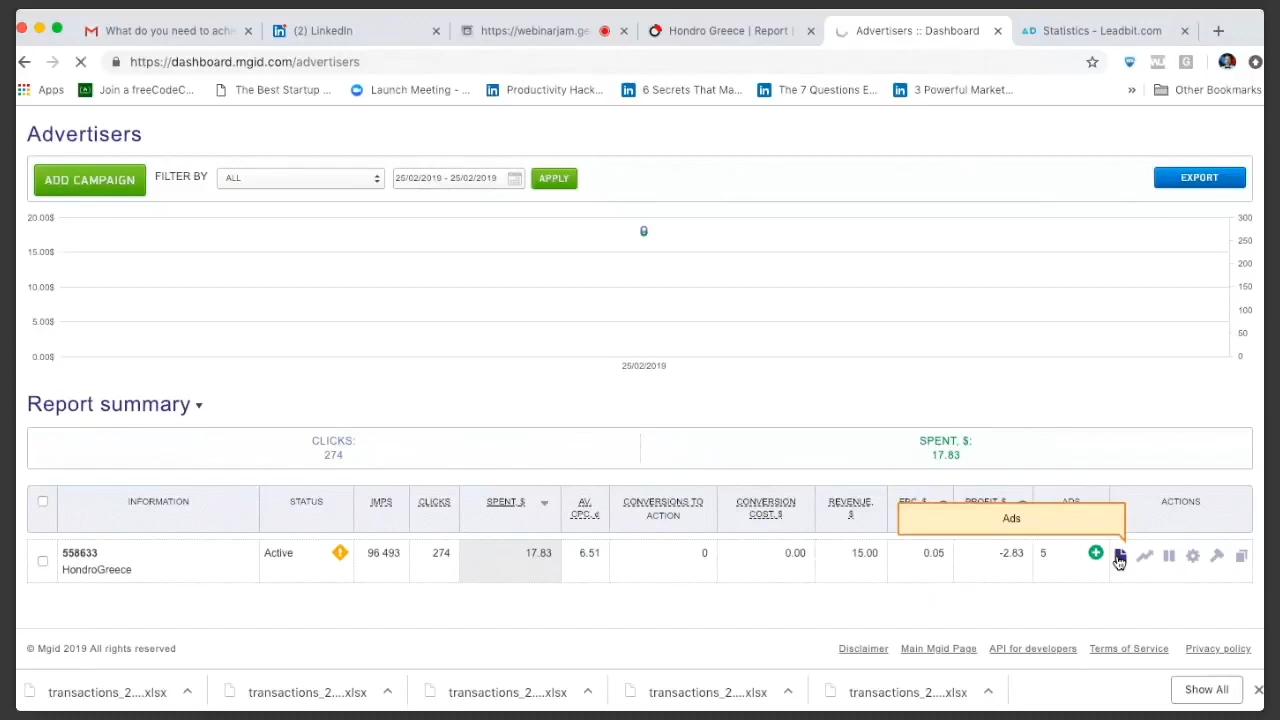 What do you need to achi
(2) LinkedIn
https://webinarjam.ge
Hondro Greece | Report |
Advertisers :: Dashboard
Statistics - Leadbit.com
https://dashboard.mgid.com/advertisers
Apps
Join a freeCodeC...
The Best Startup ...
Launch Meeting - ...
Productivity Hack...
6 Secrets That Ma...
The 7 Questions E...
3 Powerful Market...
»
Other Bookmarks
Advertisers
ADD CAMPAIGN
FILTER BY
ALL
25/02/2019 - 25/02/2019
APPLY
EXPORT
20.00$
15.00$
10.00$
5.00$
0.00$
300
250
200
150
100
50
0
25/02/2019
Report summary
CLICKS:
274
SPENT, $:
17.83
INFORMATION
STATUS
IMPS
CLICKS
SPENT, $
AV.
CPC, ¢
CONVERSIONS TO
ACTION
CONVERSION
COST, $
REVENUE,
$
EPC, $
PROFIT, $
ADS
ACTIONS
Ads
558633
HondroGreece
Active
96 493
274
17.83
6.51
0
0.00
15.00
0.05
-2.83
5
© Mgid 2019 All rights reserved
Disclaimer
Main Mgid Page
API for developers
Terms of Service
Privacy policy
transactions_2....xlsx
transactions_2....xlsx
transactions_2....xlsx
transactions_2....xlsx
transactions_2....xlsx
Show All